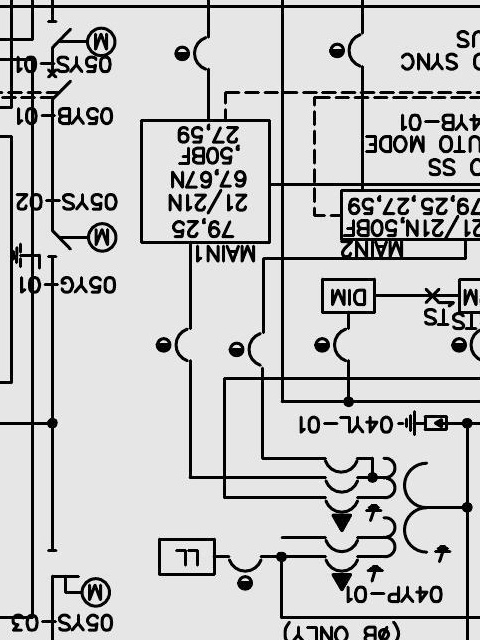 (ØB ONLY)
05YS-03
M
04YP-01
LL
04YL-01
STS
STS
M
DIM
05YG-01
MAIN1
79,25
21/21N
67,67N
,50BF
27,59
MAIN2
21/21N,50BF
79,25,27,59
M
05YS-02
O SS
UTO MODE
4YB-01
05YB-01
05YS-01
M
O SYNC
US